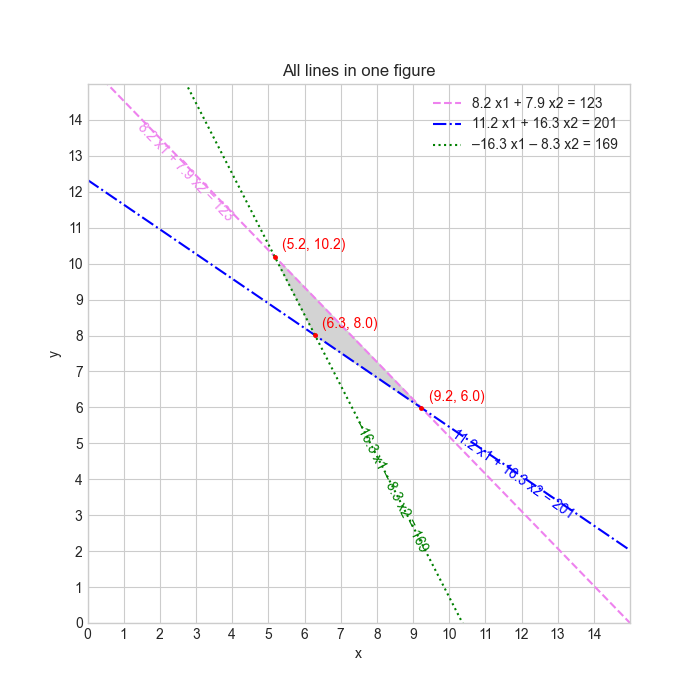 All lines in one figure
8.2 x1 + 7.9 x2 = 123
11.2 x1 + 16.3 x2 = 201
−16.3 x1 − 8.3 x2 = 169
8.2 x1 + 7.9 x2 = 123
(5.2, 10.2)
(6.3, 8.0)
(9.2, 6.0)
11.2 x1 + 16.3 x2 = 201
−16.3 x1 − 8.3 x2 = 169
14
13
12
11
10
9
8
7
6
5
4
3
2
1
0
y
0 1 2 3 4 5 6 7 8 9 10 11 12 13 14
x